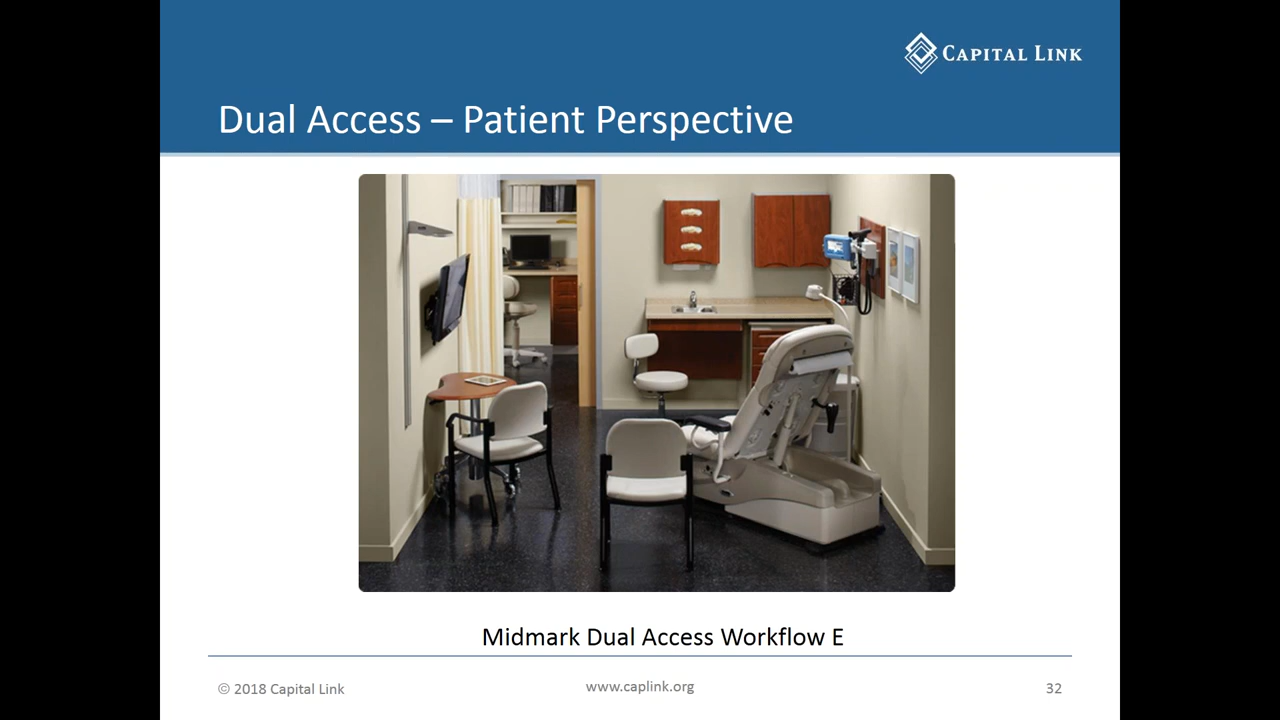 CAPITAL LINK
Dual Access – Patient Perspective
Midmark Dual Access Workflow E
© 2018 Capital Link
www.caplink.org
32